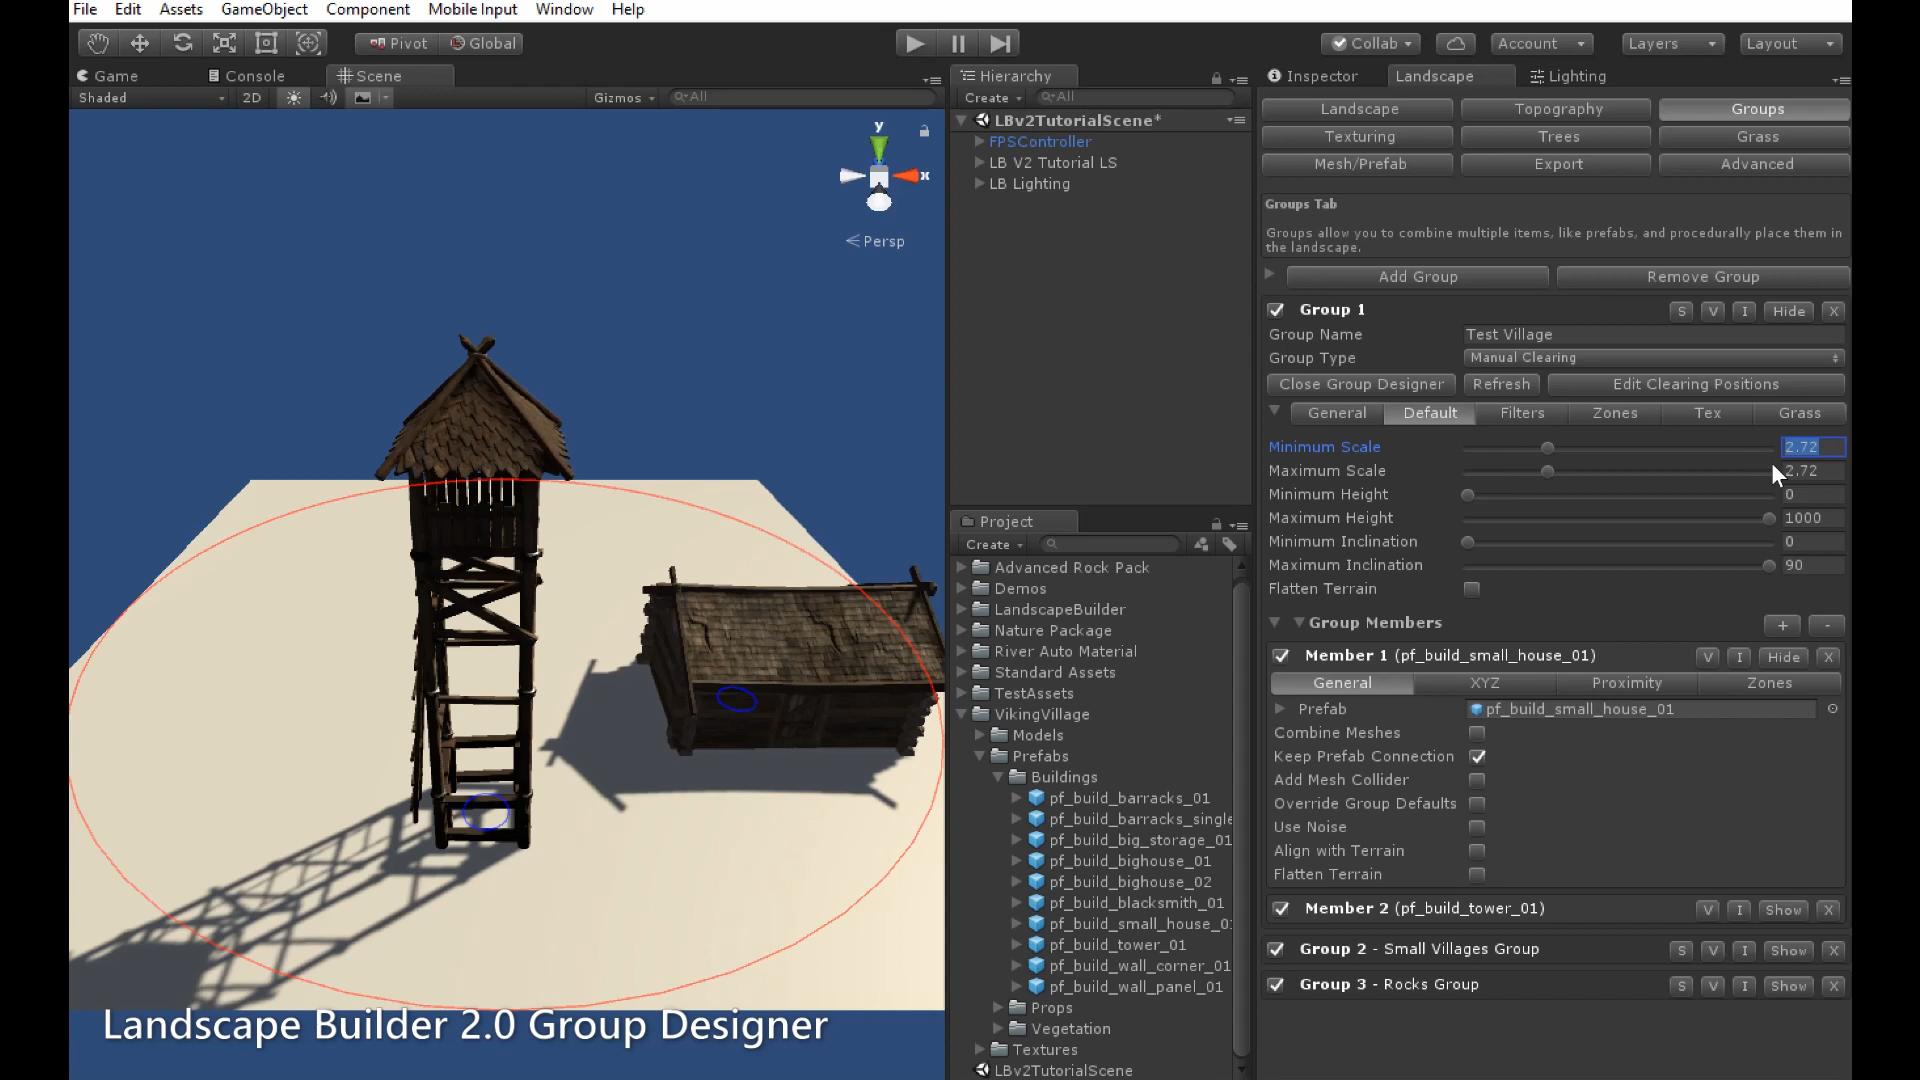 File Edit Assets GameObject Component Mobile Input Window Help
Pivot Global Collab Account Layers Layout
Game Console Scene
Shaded 2D Gizmos All
y
x
Persp
Landscape Builder 2.0 Group Designer
Hierarchy
Create All
LBv2TutorialScene*
FPSController
LB V2 Tutorial LS
LB Lighting
Project
Create
Advanced Rock Pack
Demos
LandscapeBuilder
Nature Package
River Auto Material
Standard Assets
TestAssets
VikingVillage
Models
Prefabs
Buildings
pf_build_barracks_01
pf_build_barracks_single
pf_build_big_storage_01
pf_build_bighouse_01
pf_build_bighouse_02
pf_build_blacksmith_01
pf_build_small_house_0
pf_build_tower_01
pf_build_wall_corner_01
pf_build_wall_panel_01
Props
Vegetation
Textures
LBv2TutorialScene
Inspector Landscape Lighting
Landscape Topography Groups
Texturing Trees Grass
Mesh/Prefab Export Advanced
Groups Tab
Groups allow you to combine multiple items, like prefabs, and procedurally place them in
the landscape.
Add Group Remove Group
Group 1 S V I Hide X
Group Name Test Village
Group Type Manual Clearing
Close Group Designer Refresh Edit Clearing Positions
General Default Filters Zones Tex Grass
Minimum Scale 2.72
Maximum Scale 2.72
Minimum Height 0
Maximum Height 1000
Minimum Inclination 0
Maximum Inclination 90
Flatten Terrain
Group Members + -
Member 1 (pf_build_small_house_01) V I Hide X
General XYZ Proximity Zones
Prefab pf_build_small_house_01
Combine Meshes
Keep Prefab Connection
Add Mesh Collider
Override Group Defaults
Use Noise
Align with Terrain
Flatten Terrain
Member 2 (pf_build_tower_01) V I Show X
Group 2 - Small Villages Group S V I Show X
Group 3 - Rocks Group S V I Show X